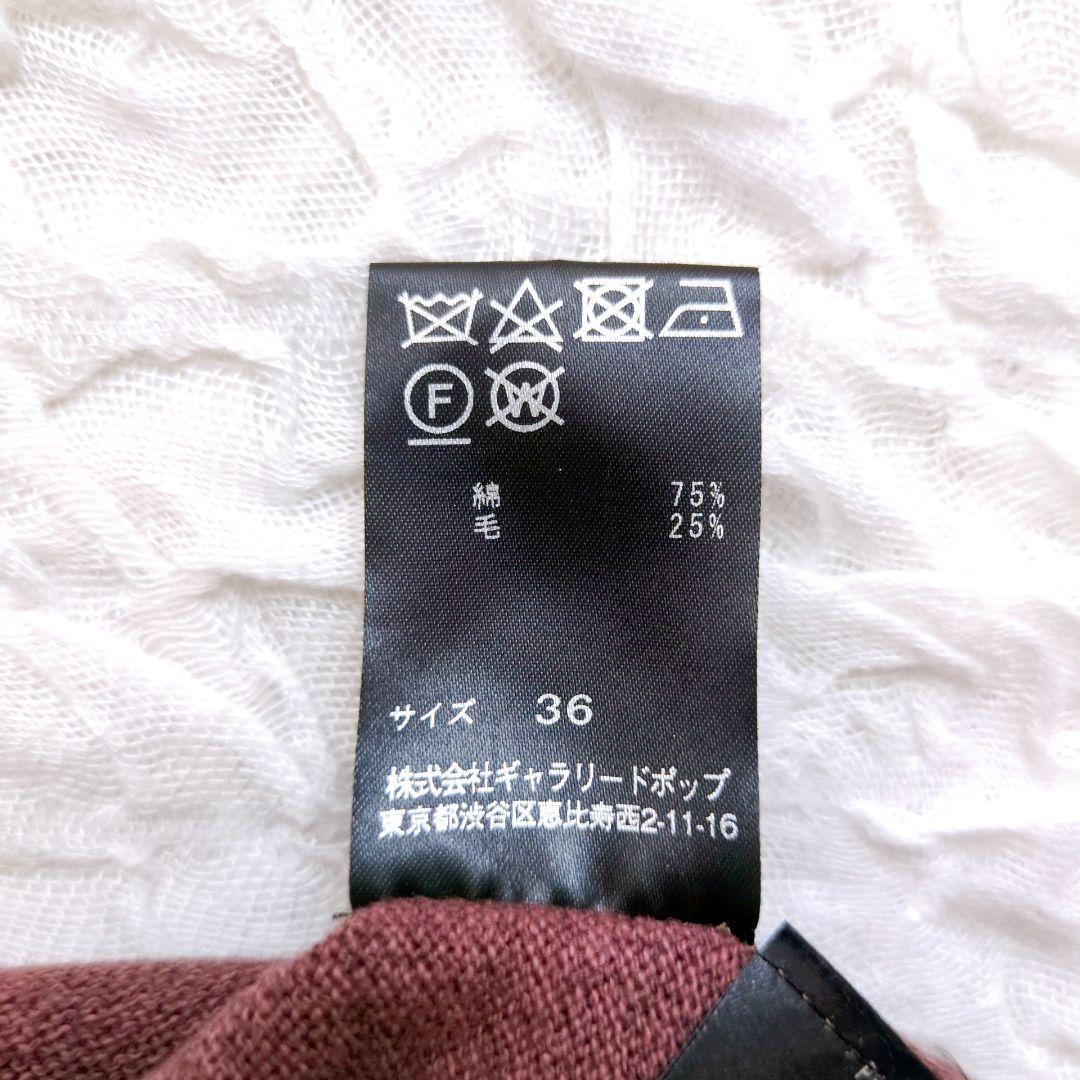 F W
綿 75%
毛 25%
サイズ 36
株式会社ギャラリードポップ
東京都渋谷区恵比寿西2-11-16